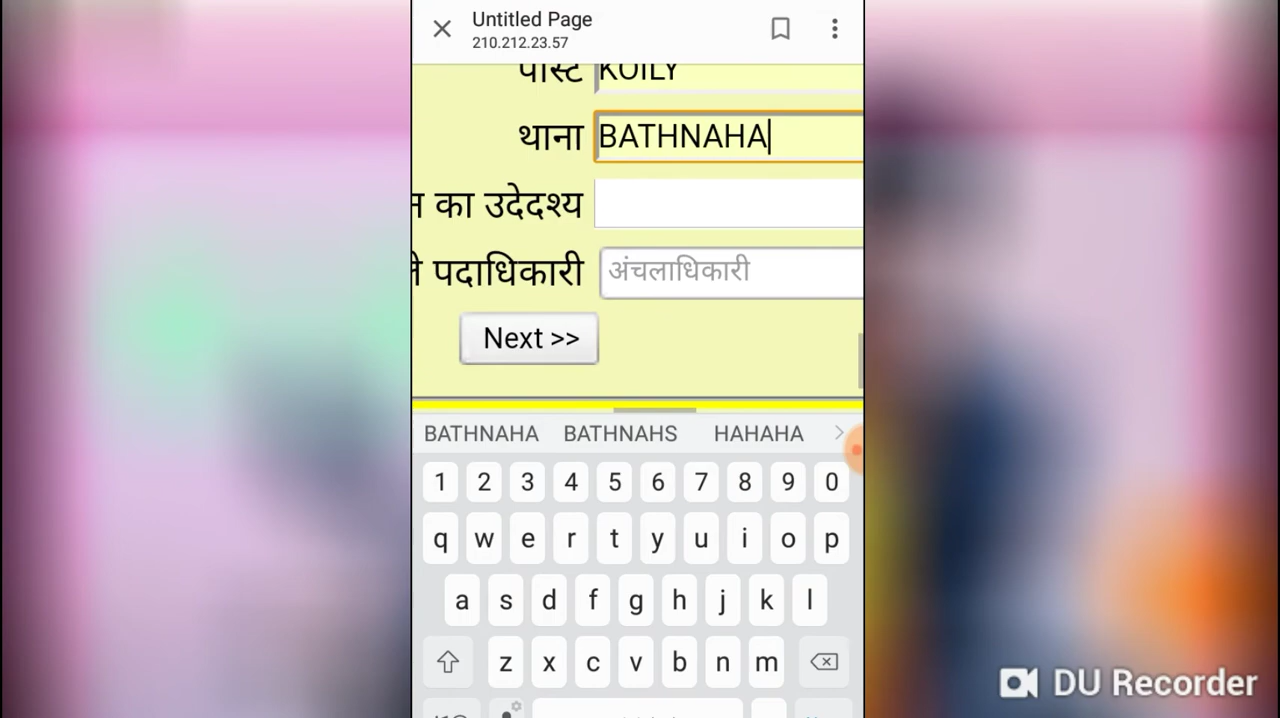 Untitled Page
210.212.23.57
पोस्ट KOILY
थाना BATHNAHA
का उदेदश्य
पदाधिकारी अंचलाधिकारी
Next >>
BATHNAHA BATHNAHS HAHAHA
1 2 3 4 5 6 7 8 9 0
q w e r t y u i o p
a s d f g h j k l
z x c v b n m
DU Recorder